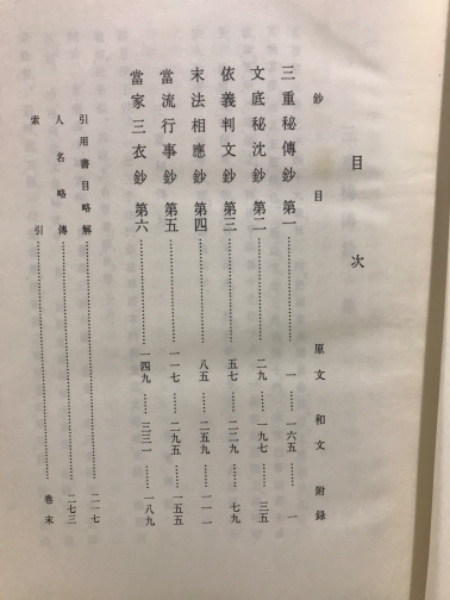 目次
鈔目 原文 和文 附録
三重秘傳鈔 第一……一……一六五……一
文底秘沈鈔 第二……二九……一九七……三五
依義判文鈔 第三……五七……二二九……七九
末法相應鈔 第四……八五……二五九……一一一
當流行事鈔 第五……一一七……二九五……一五五
當家三衣鈔 第六……一四九……三三一……一八九
引用書目略解……二一七
人名略傳……二七三
索引……巻末